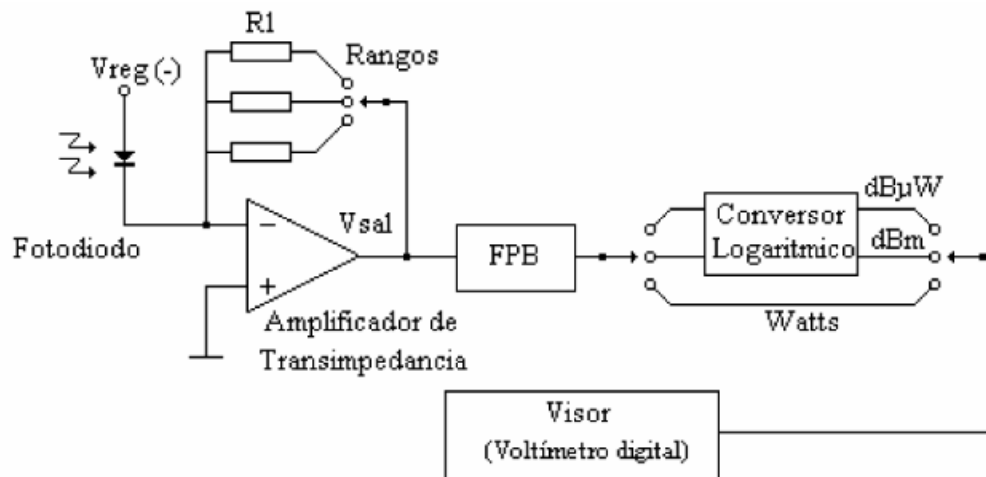 R1
Rangos
Vreg (-)
Vsal
Fotodiodo
−
+
Amplificador de
Transimpedancia
FPB
Conversor
Logaritmico
dBµW
dBm
Watts
Visor
(Voltímetro digital)